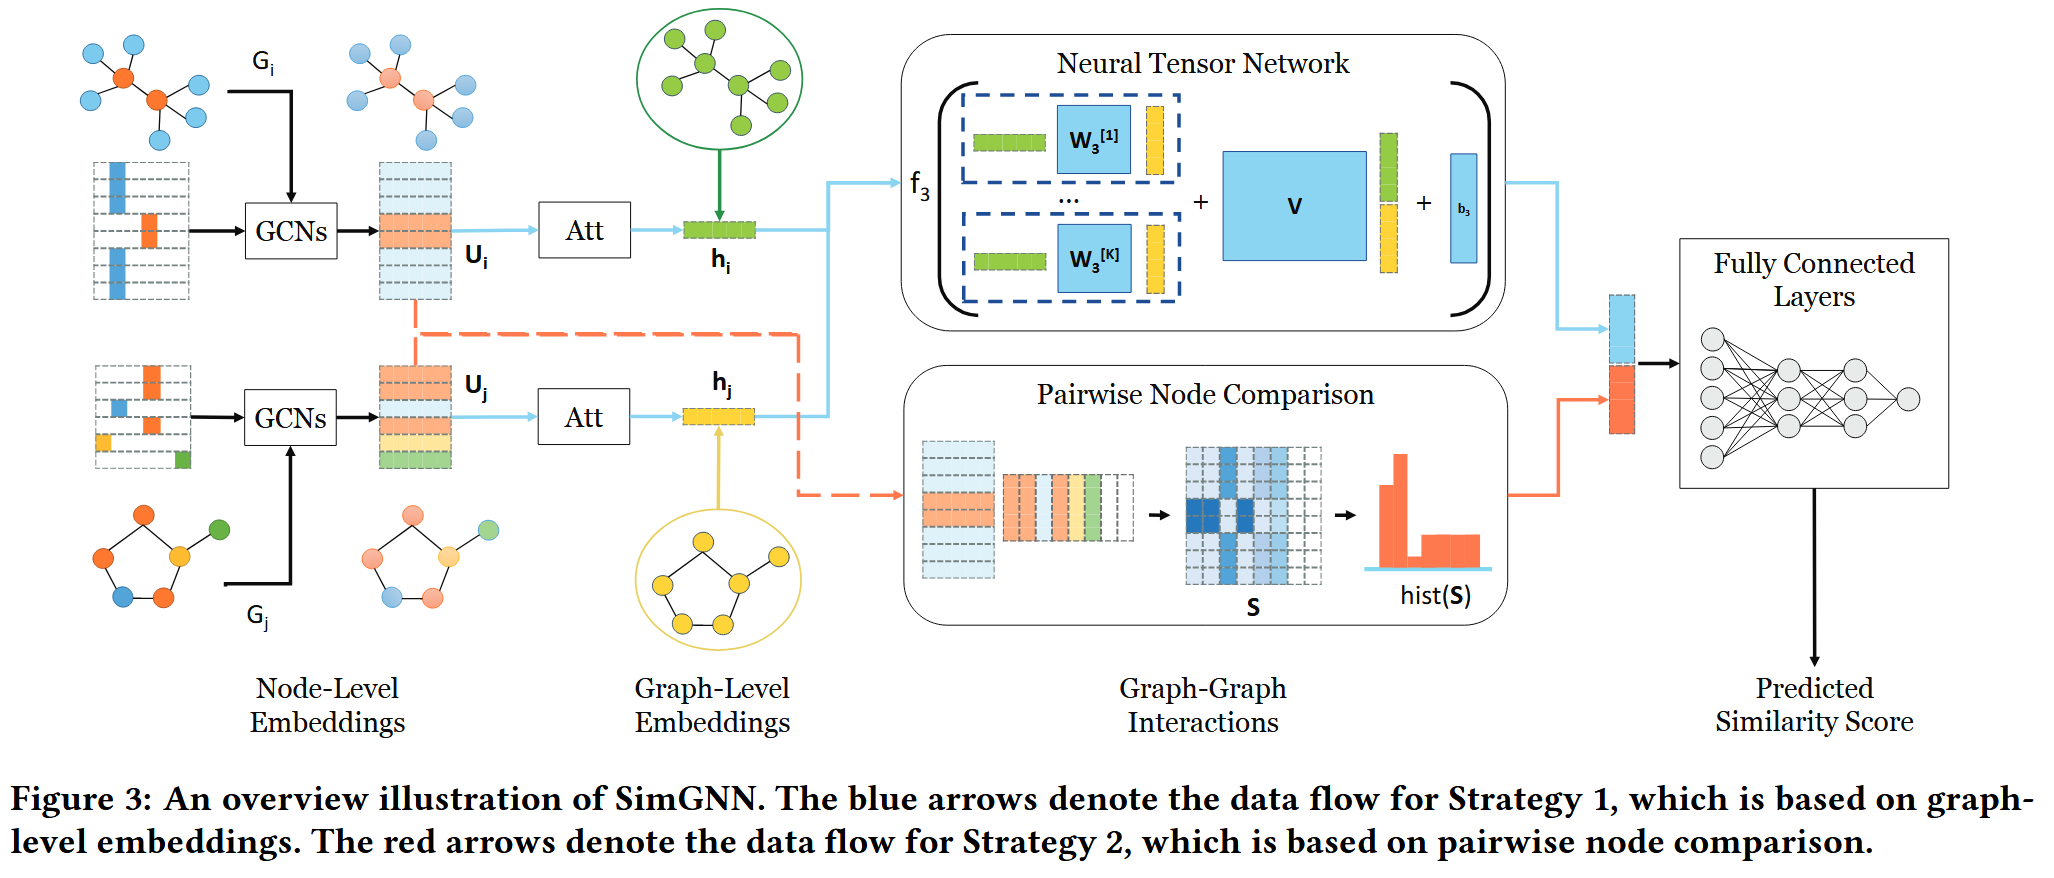 G_i
GCNs
U_i
Att
h_i
Neural Tensor Network
f_3
W_3^[1]
...
W_3^[K]
+
V
+
b_3
Fully Connected
Layers
G_j
GCNs
U_j
Att
h_j
Pairwise Node Comparison
S
hist(S)
Node-Level
Embeddings
Graph-Level
Embeddings
Graph-Graph
Interactions
Predicted
Similarity Score
Figure 3: An overview illustration of SimGNN. The blue arrows denote the data flow for Strategy 1, which is based on graph-
level embeddings. The red arrows denote the data flow for Strategy 2, which is based on pairwise node comparison.